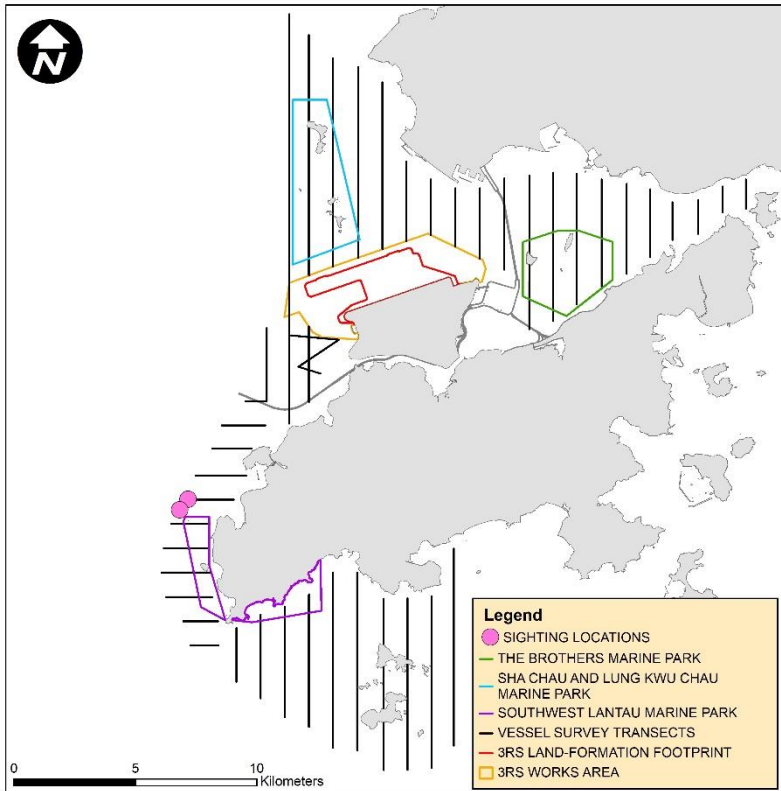 N
Legend
SIGHTING LOCATIONS
THE BROTHERS MARINE PARK
SHA CHAU AND LUNG KWU CHAU
MARINE PARK
SOUTHWEST LANTAU MARINE PARK
VESSEL SURVEY TRANSECTS
3RS LAND-FORMATION FOOTPRINT
3RS WORKS AREA
0 5 10
Kilometers